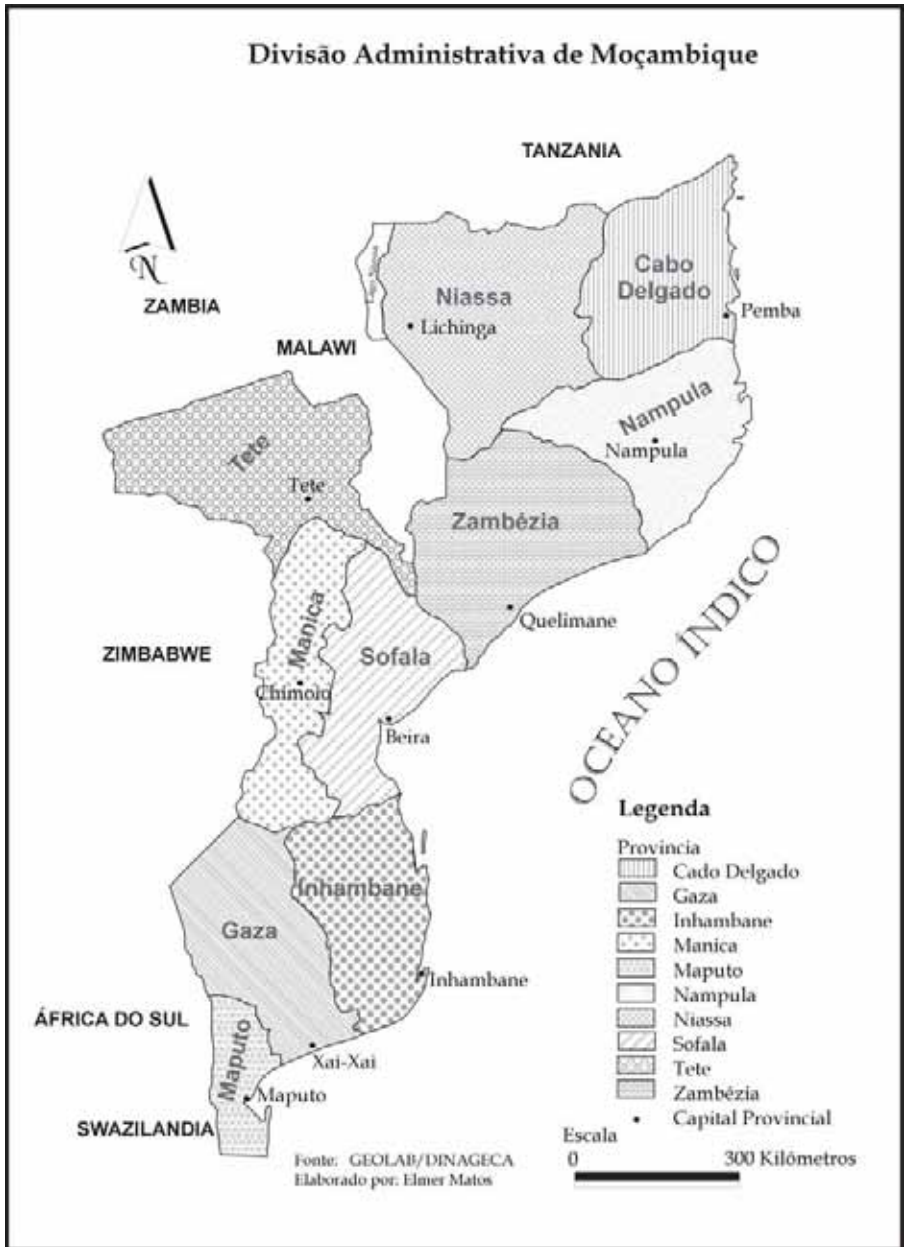 Divisão Administrativa de Moçambique
TANZANIA
N
ZAMBIA
MALAWI
Niassa
Lichinga
Cabo
Delgado
Pemba
Nampula
Nampula
Tete
Tete
Zambézia
Quelimane
ZIMBABWE
Manica
Chimoio
Sofala
Beira
OCEANO ÍNDICO
Inhambane
Inhambane
Gaza
Xai-Xai
ÁFRICA DO SUL
Maputo
Maputo
SWAZILANDIA
Legenda
Provincia
Cado Delgado
Gaza
Inhambane
Manica
Maputo
Nampula
Niassa
Sofala
Tete
Zambézia
Capital Provincial
Escala
0 300 Kilómetros
Fonte: GEOLAB/DINAGECA
Elaborado por: Elmer Matos